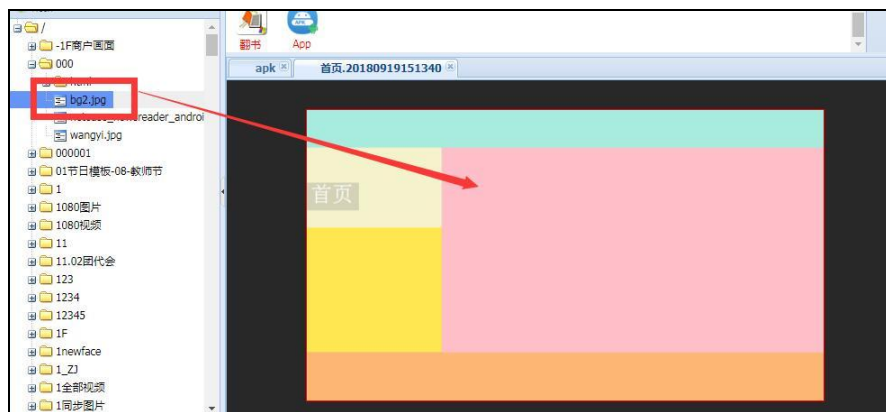 /
-1F商户画面
000
bg2.jpg
wangyi.jpg
000001
01节日模板-08-教师节
1
1080图片
1080视频
11
11.02团代会
123
1234
12345
1F
1newface
1_ZJ
1全部视频
1同步图片
翻书
App
apk
首页.20180919151340
首页